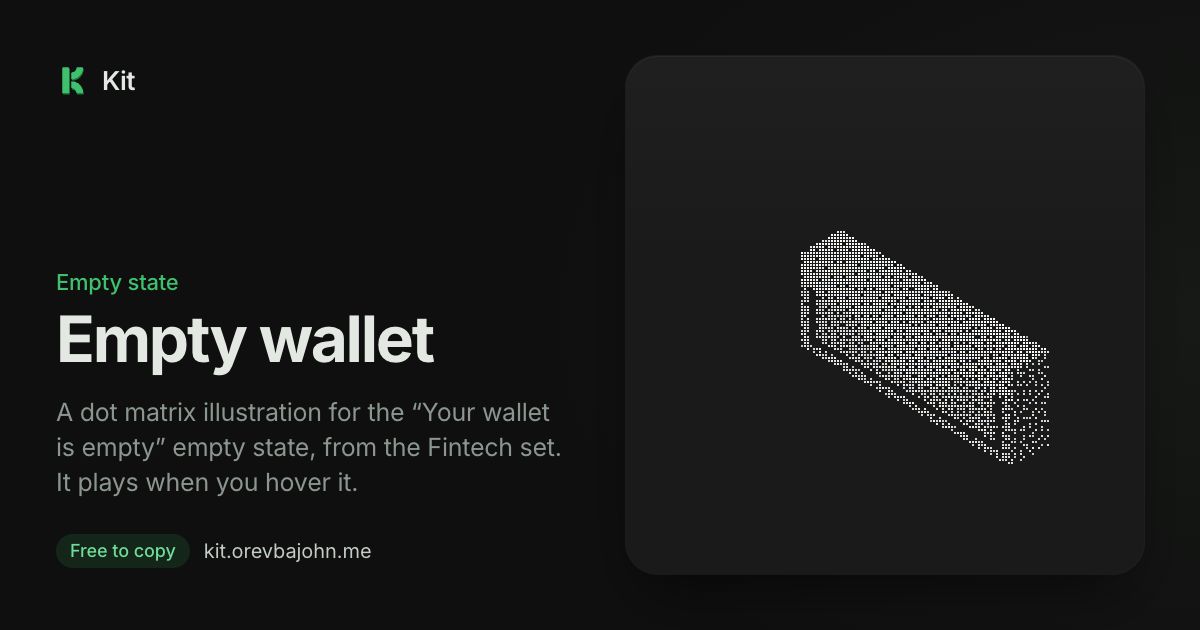 Kit
Empty state
Empty wallet
A dot matrix illustration for the “Your wallet
is empty” empty state, from the Fintech set.
It plays when you hover it.
Free to copy
kit.orevbajohn.me